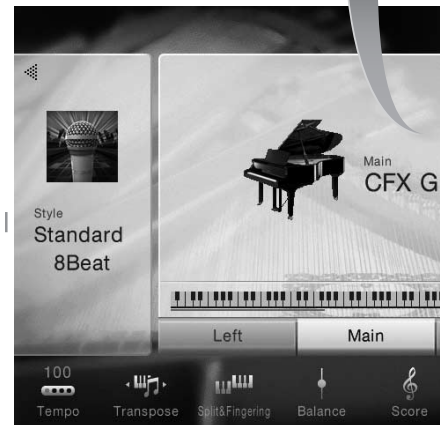 Style
Standard
8Beat
Main
CFX G
Left
Main
100
Tempo
Transpose
Split&Fingering
Balance
Score